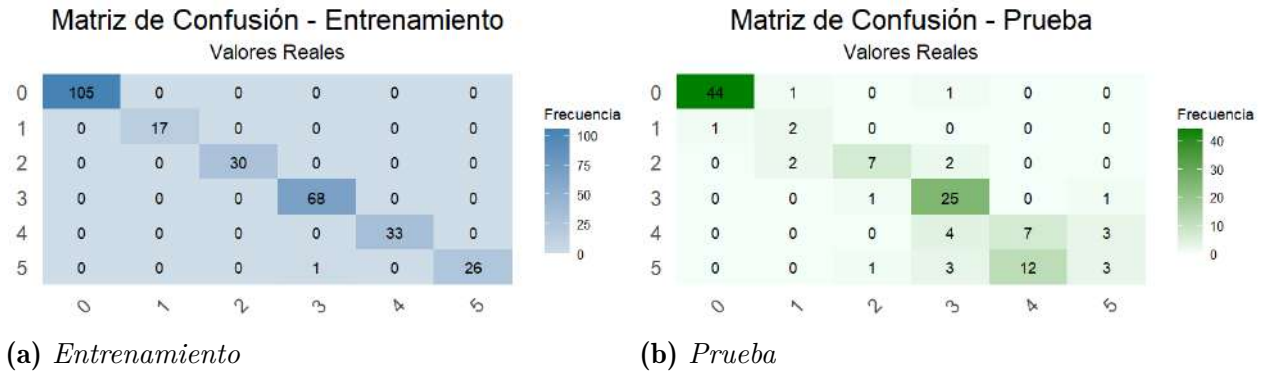 Matriz de Confusión - Entrenamiento
Valores Reales
0 105 0 0 0 0 0
1 0 17 0 0 0 0
2 0 0 30 0 0 0
3 0 0 0 68 0 0
4 0 0 0 0 33 0
5 0 0 0 1 0 26
0 1 2 3 4 5
Frecuencia
100
75
50
25
0
(a) Entrenamiento
Matriz de Confusión - Prueba
Valores Reales
0 44 1 0 1 0 0
1 1 2 0 0 0 0
2 0 2 7 2 0 0
3 0 0 1 25 0 1
4 0 0 0 4 7 3
5 0 0 1 3 12 3
0 1 2 3 4 5
Frecuencia
40
30
20
10
0
(b) Prueba